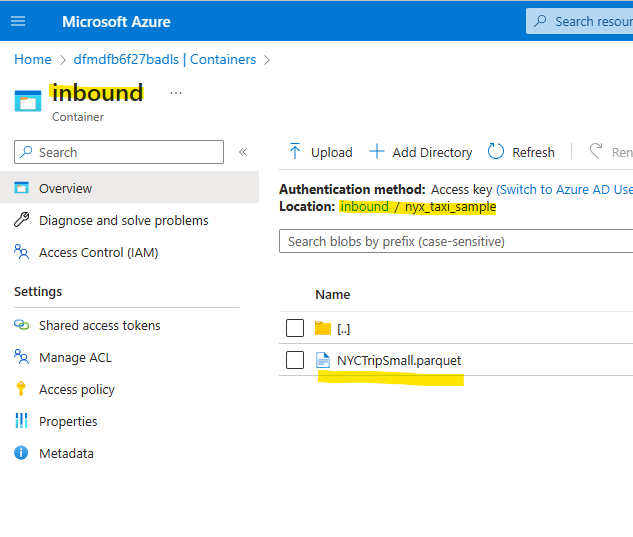 Microsoft Azure
Search resour
Home > dfmdfb6f27badls | Containers >
inbound ...
Container
Search «
Upload + Add Directory Refresh Ren
Overview
Authentication method: Access key (Switch to Azure AD Use
Diagnose and solve problems
Location: inbound / nyx_taxi_sample
Access Control (IAM)
Search blobs by prefix (case-sensitive)
Settings
Name
Shared access tokens
[..]
Manage ACL
NYCTripSmall.parquet
Access policy
Properties
Metadata